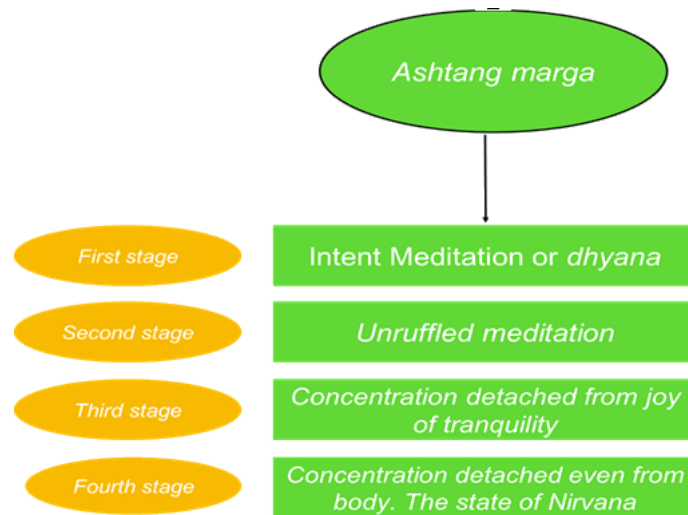 Ashtang marga
First stage
Intent Meditation or dhyana
Second stage
Unruffled meditation
Third stage
Concentration detached from joy
of tranquility
Fourth stage
Concentration detached even from
body. The state of Nirvana